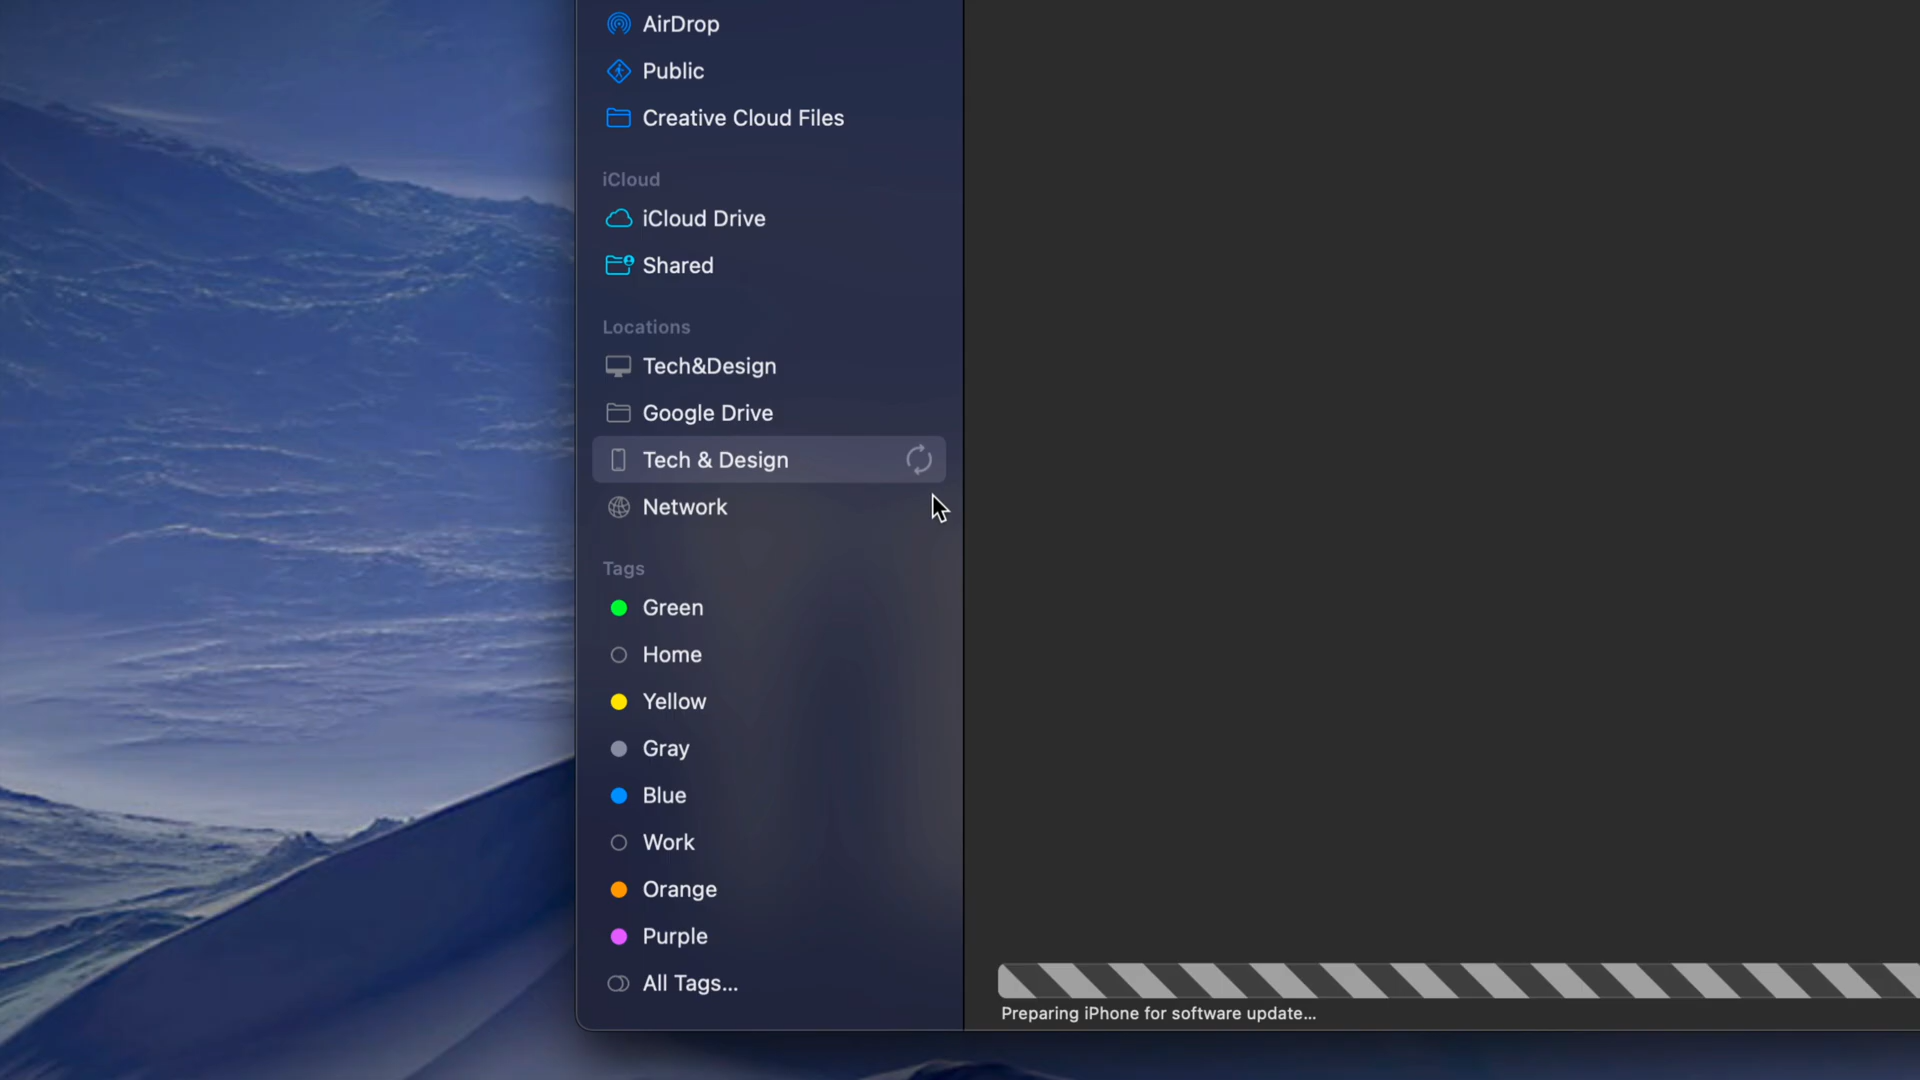 AirDrop
Public
Creative Cloud Files
iCloud
iCloud Drive
Shared
Locations
Tech&Design
Google Drive
Tech & Design
Network
Tags
Green
Home
Yellow
Gray
Blue
Work
Orange
Purple
All Tags...
Preparing iPhone for software update...